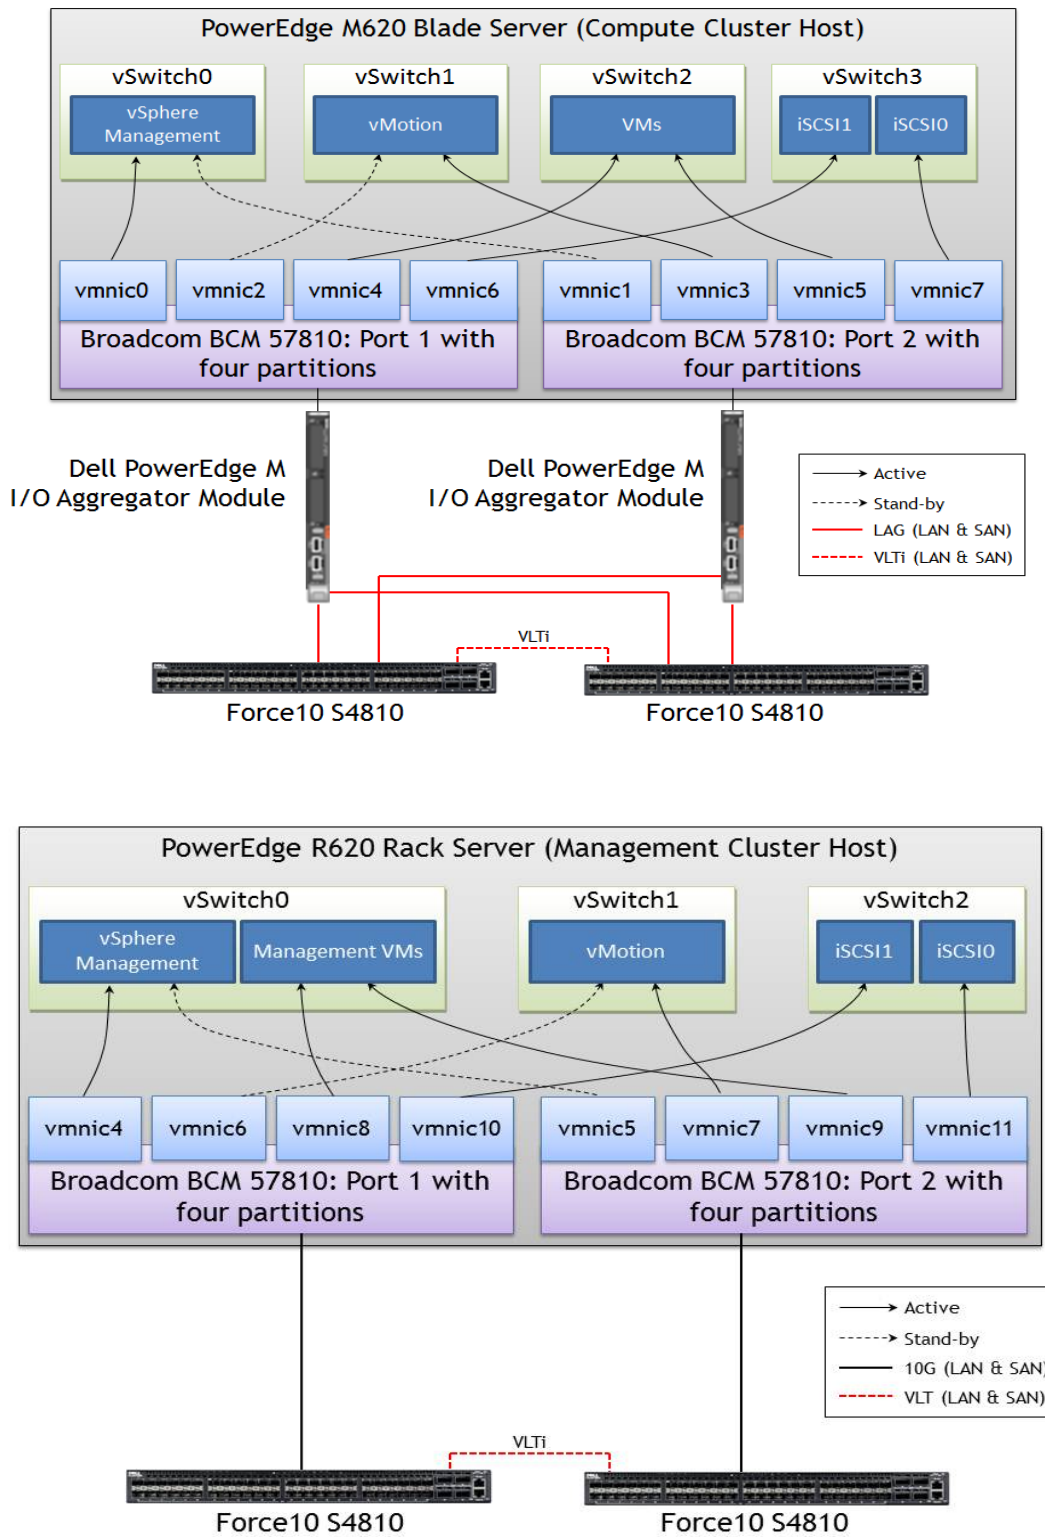 PowerEdge M620 Blade Server (Compute Cluster Host)
vSwitch0
vSwitch1
vSwitch2
vSwitch3
vSphere
Management
vMotion
VMs
iSCSI1
iSCSI0
vmnic0
vmnic2
vmnic4
vmnic6
vmnic1
vmnic3
vmnic5
vmnic7
Broadcom BCM 57810: Port 1 with
four partitions
Broadcom BCM 57810: Port 2 with
four partitions
Dell PowerEdge M
I/O Aggregator Module
Dell PowerEdge M
I/O Aggregator Module
Active
Stand-by
LAG (LAN & SAN)
VLTi (LAN & SAN)
VLTi
Force10 S4810
Force10 S4810
PowerEdge R620 Rack Server (Management Cluster Host)
vSwitch0
vSwitch1
vSwitch2
vSphere
Management
Management VMs
vMotion
iSCSI1
iSCSI0
vmnic4
vmnic6
vmnic8
vmnic10
vmnic5
vmnic7
vmnic9
vmnic11
Broadcom BCM 57810: Port 1 with
four partitions
Broadcom BCM 57810: Port 2 with
four partitions
Active
Stand-by
10G (LAN & SAN)
VLT (LAN & SAN)
VLTi
Force10 S4810
Force10 S4810